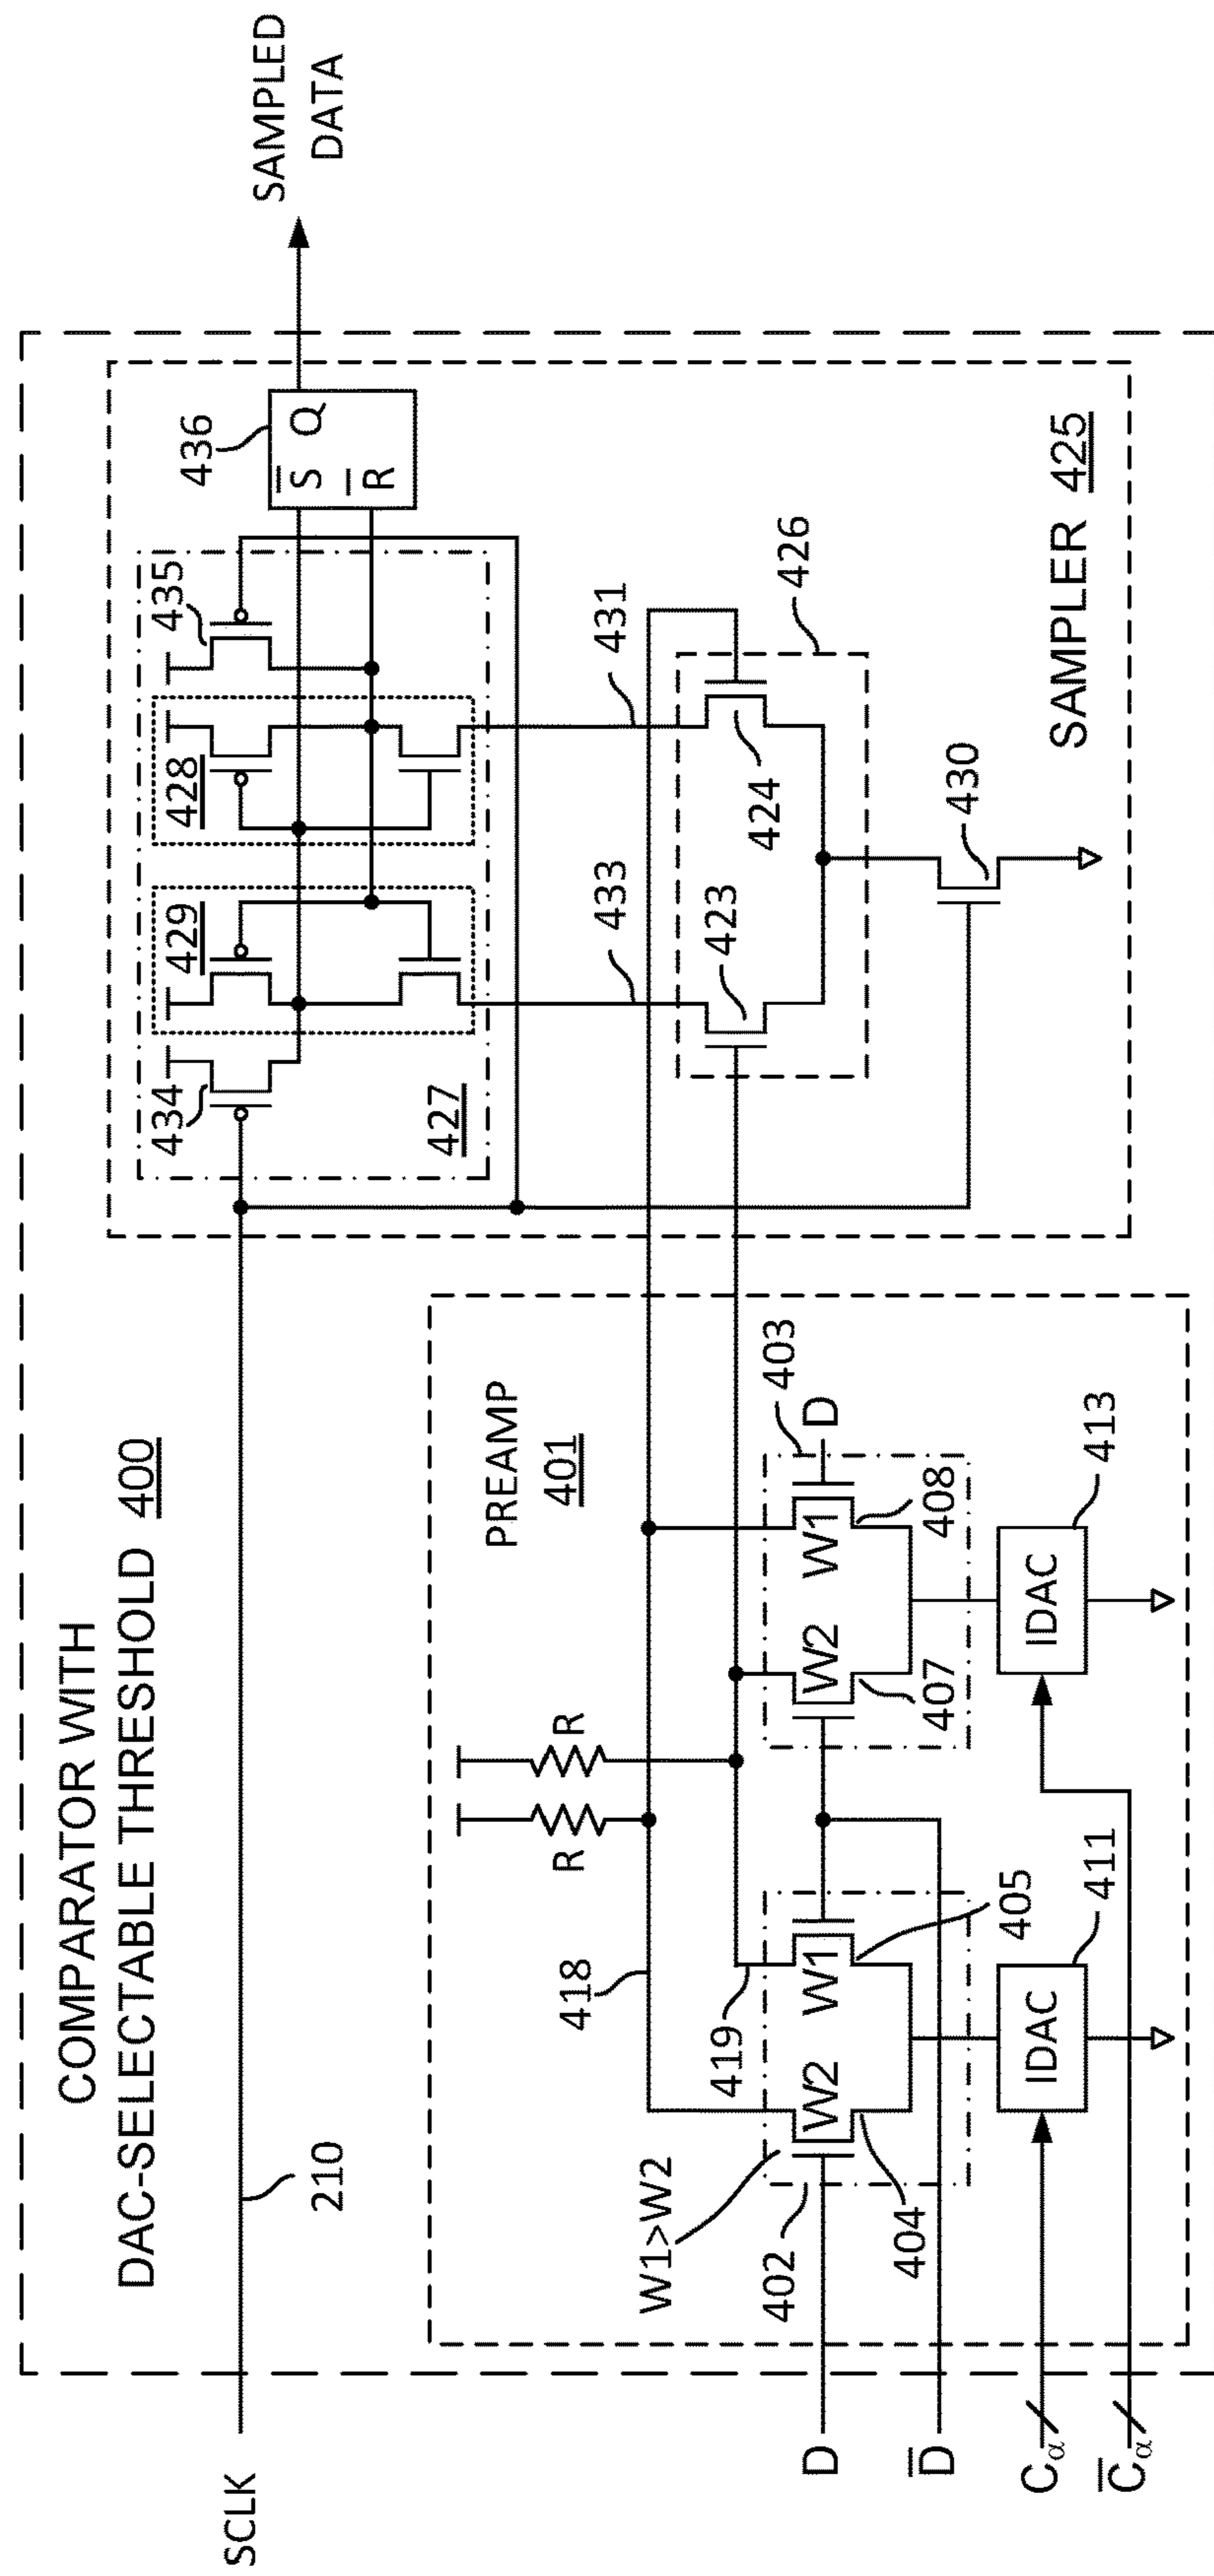 COMPARATOR WITH
DAC-SELECTABLE THRESHOLD 400
SCLK
210
SAMPLED
DATA
434
429
428
435
436
S̅ Q
R̅
427
433
431
426
423
424
430
SAMPLER 425
PREAMP
401
R
R
418
419
W1>W2
402
W2
W1
404
405
403
W2
W1
407
408
D
D
D̅
IDAC
411
IDAC
413
Cα
C̅α